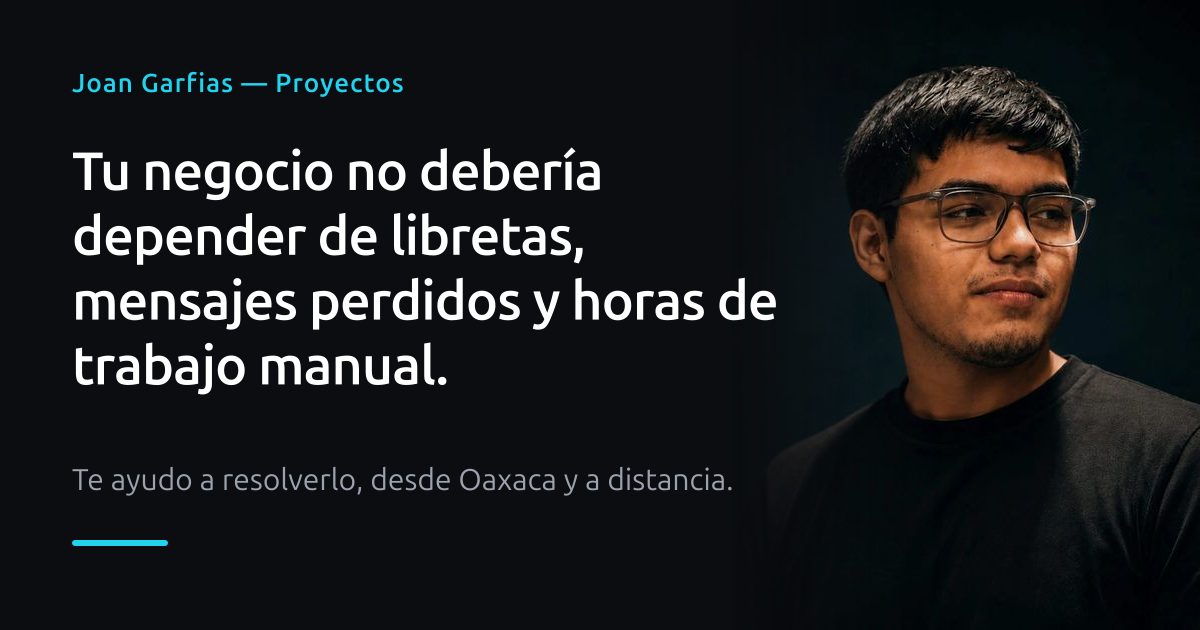 Joan Garfias — Proyectos
Tu negocio no debería
depender de libretas,
mensajes perdidos y horas de
trabajo manual.
Te ayudo a resolverlo, desde Oaxaca y a distancia.